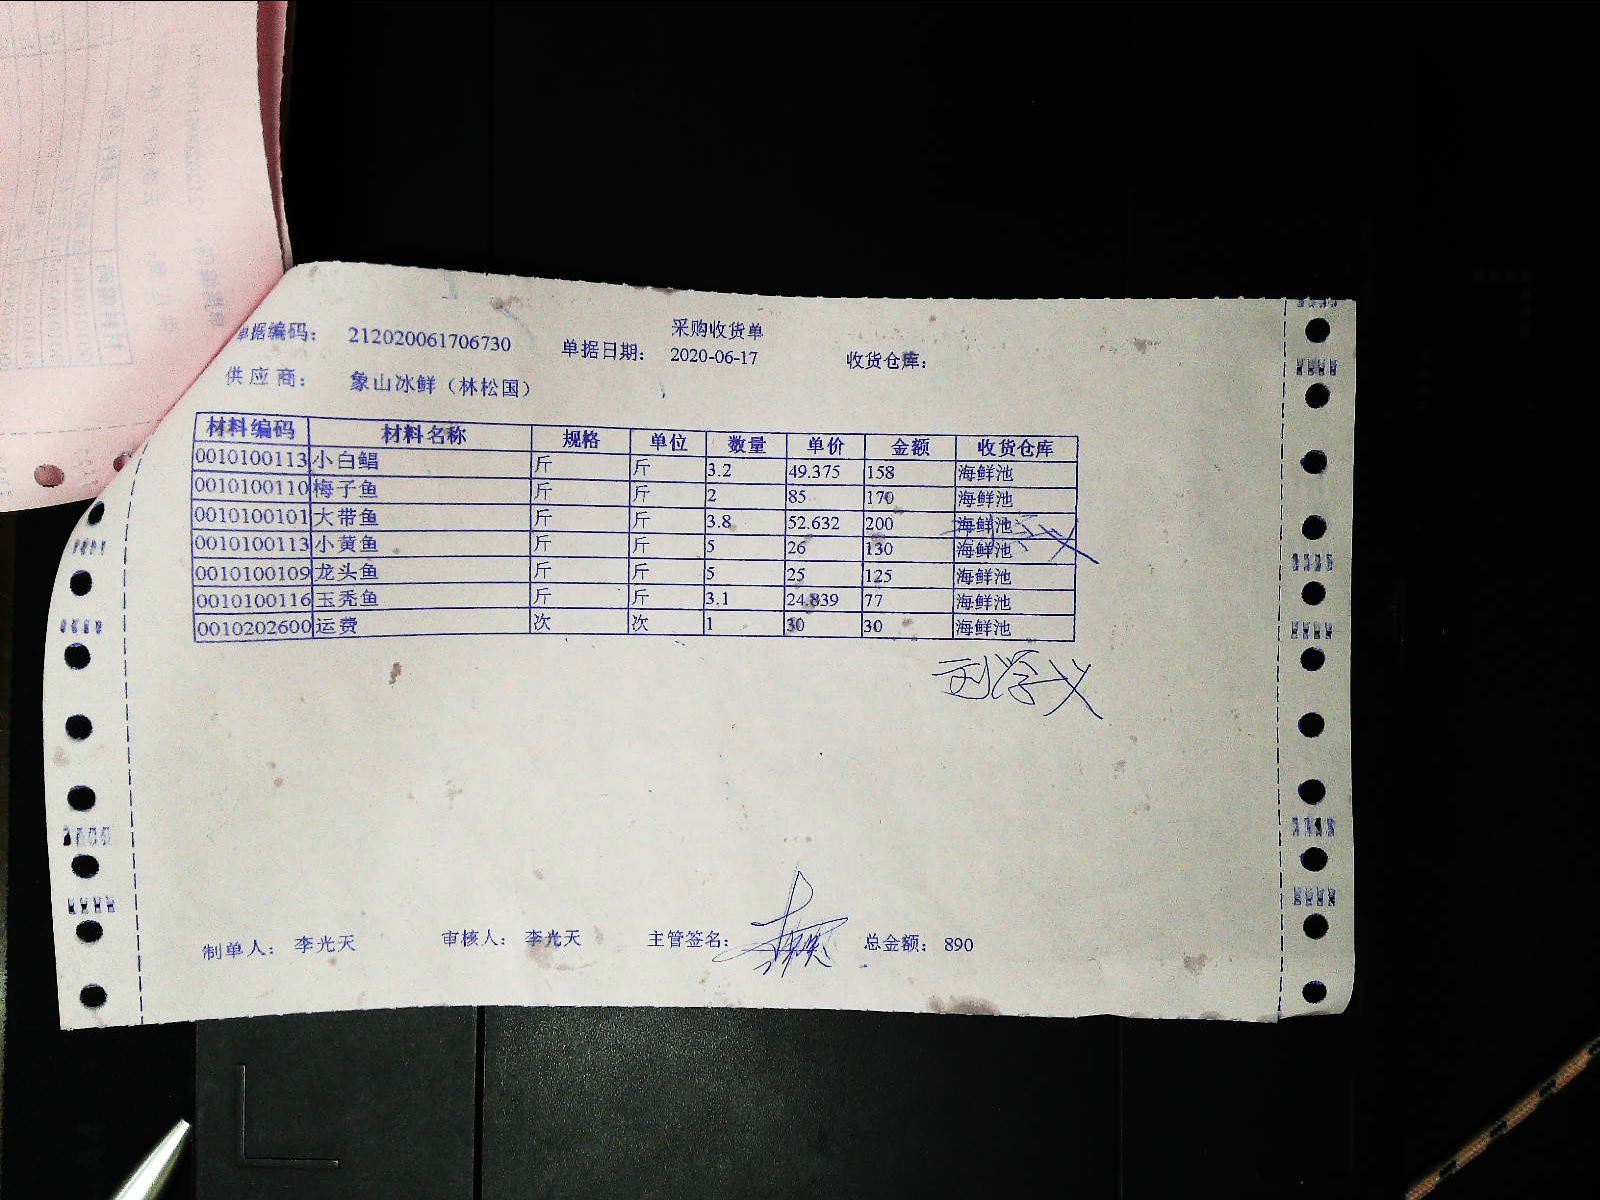 采购收货单
单据编码： 212020061706730 单据日期： 2020-06-17 收货仓库：
供应商： 象山冰鲜（林松国）
材料编码 材料名称 规格 单位 数量 单价 金额 收货仓库
0010100113 小白鲳 斤 斤 3.2 49.375 158 海鲜池
0010100110 梅子鱼 斤 斤 2 85 170 海鲜池
0010100101 大带鱼 斤 斤 3.8 52.632 200 海鲜池
0010100113 小黄鱼 斤 斤 5 26 130 海鲜池
0010100109 龙头鱼 斤 斤 5 25 125 海鲜池
0010100116 玉秃鱼 斤 斤 3.1 24.839 77 海鲜池
0010202600 运费 次 次 1 30 30 海鲜池
刘学义
制单人： 李光天 审核人： 李光天 主管签名： 总金额： 890